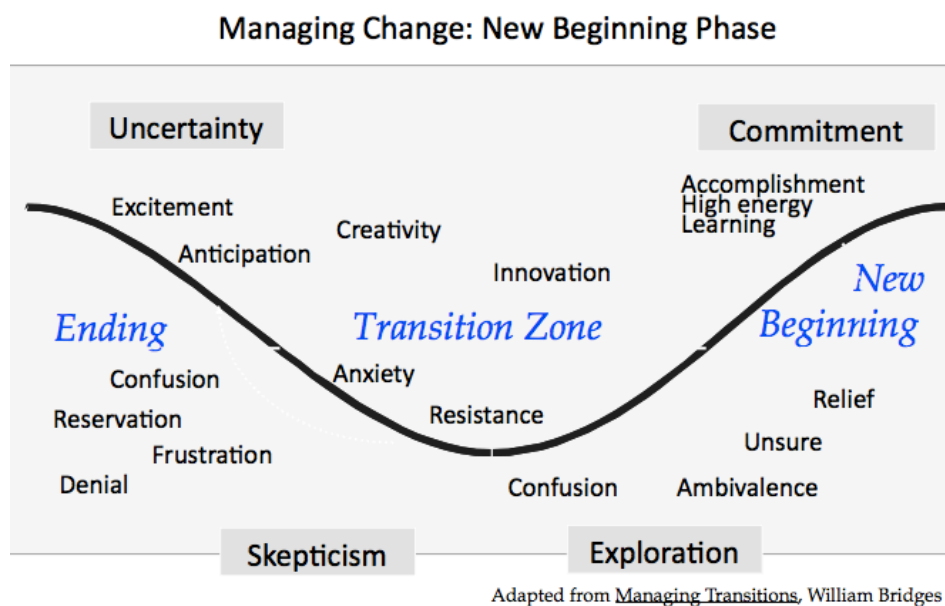 Managing Change: New Beginning Phase
Uncertainty
Commitment
Excitement
Anticipation
Creativity
Innovation
Accomplishment
High energy
Learning
Ending
Transition Zone
New
Beginning
Confusion
Reservation
Frustration
Denial
Anxiety
Resistance
Confusion
Relief
Unsure
Ambivalence
Skepticism
Exploration
Adapted from Managing Transitions, William Bridges